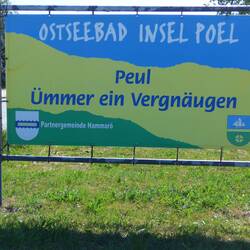 OSTSEEBAD INSEL POEL
Peul
Ümmer ein Vergnäugen
Partnergemeinde Hammarö